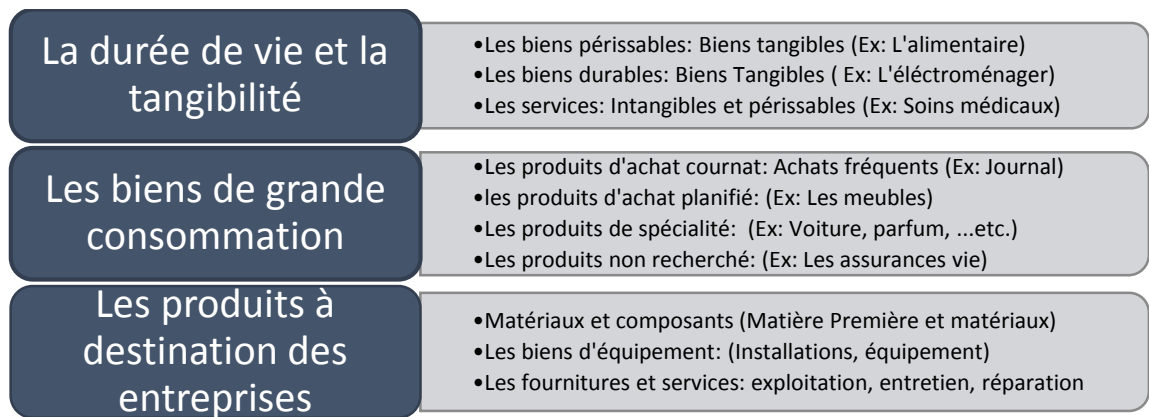 La durée de vie et la
tangibilité
•Les biens périssables: Biens tangibles (Ex: L'alimentaire)
•Les biens durables: Biens Tangibles ( Ex: L'éléctroménager)
•Les services: Intangibles et périssables (Ex: Soins médicaux)
Les biens de grande
consommation
•Les produits d'achat cournat: Achats fréquents (Ex: Journal)
•les produits d'achat planifié: (Ex: Les meubles)
•Les produits de spécialité:  (Ex: Voiture, parfum, ...etc.)
•Les produits non recherché: (Ex: Les assurances vie)
Les produits à
destination des
entreprises
•Matériaux et composants (Matière Première et matériaux)
•Les biens d'équipement: (Installations, équipement)
•Les fournitures et services: exploitation, entretien, réparation